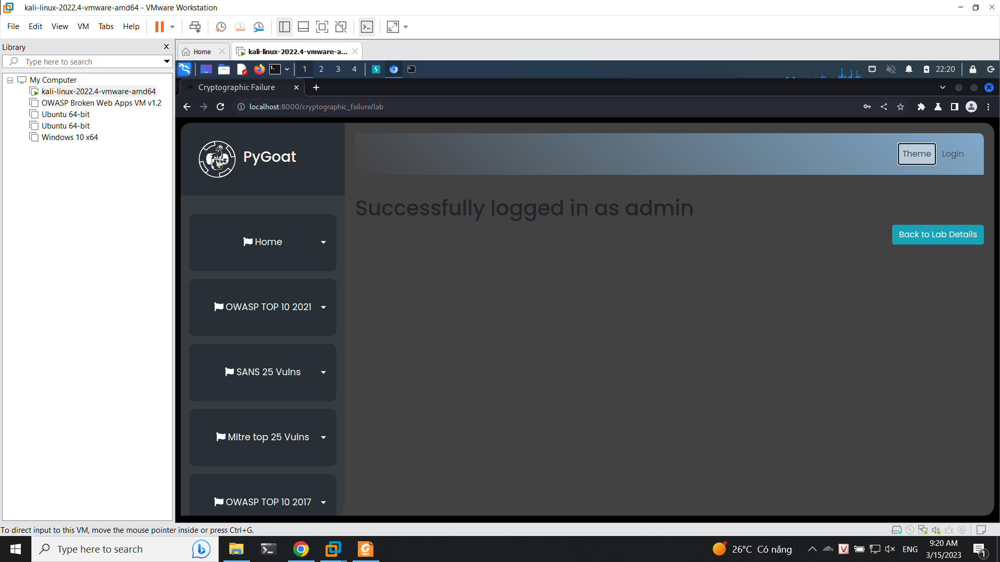 kali-linux-2022.4-vmware-amd64 - VMware Workstation
File Edit View VM Tabs Help
Library
Type here to search
My Computer
kali-linux-2022.4-vmware-amd64
OWASP Broken Web Apps VM v1.2
Ubuntu 64-bit
Ubuntu 64-bit
Windows 10 x64
Home
kali-linux-2022.4-vmware-a...
1 2 3 4
22:20
Cryptographic Failure
localhost:8000/cryptographic_failure/lab
PyGoat
Theme
Login
Successfully logged in as admin
Back to Lab Details
Home
OWASP TOP 10 2021
SANS 25 Vulns
Mitre top 25 Vulns
OWASP TOP 10 2017
To direct input to this VM, move the mouse pointer inside or press Ctrl+G.
Type here to search
26°C Có nắng
ENG
9:20 AM
3/15/2023
1